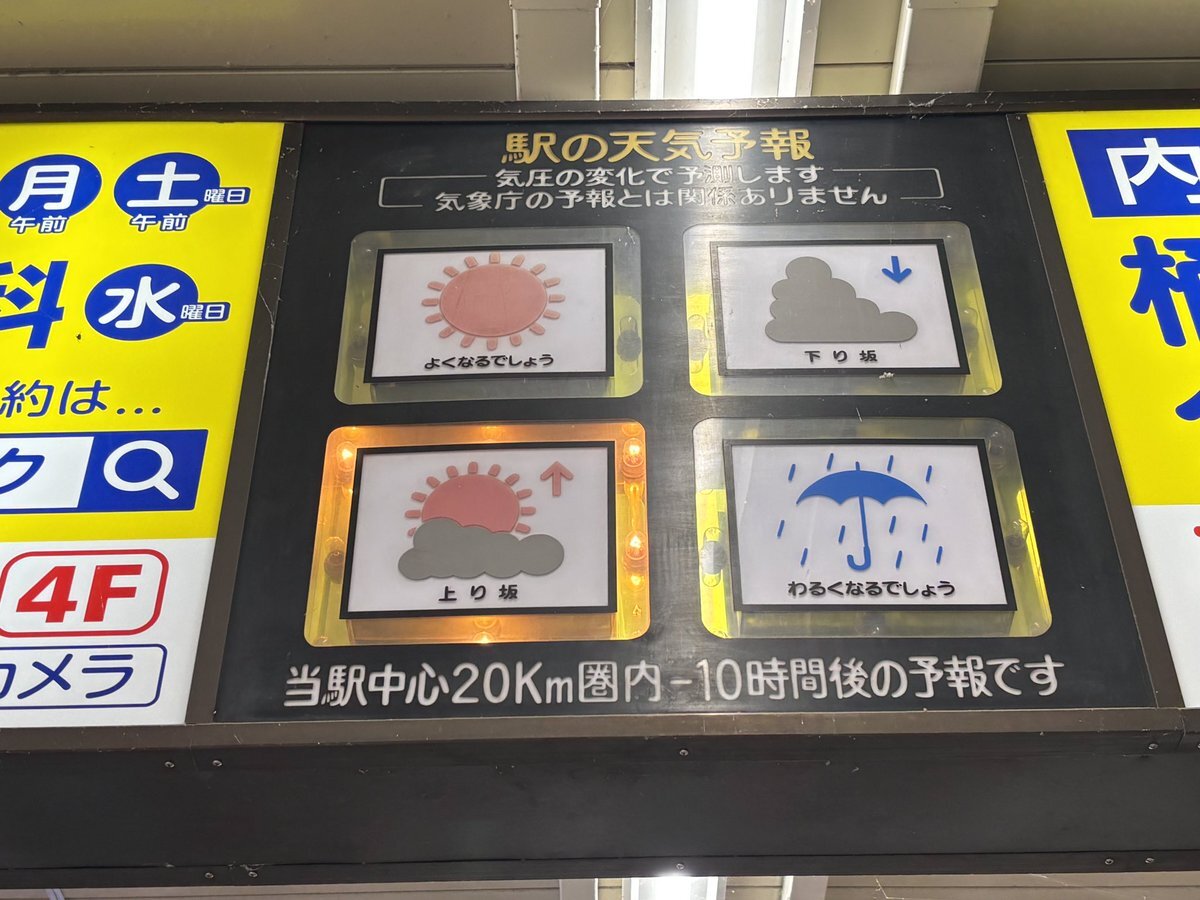 駅の天気予報
気圧の変化で予測します
気象庁の予報とは関係ありません
よくなるでしょう
下り坂
上り坂
わるくなるでしょう
当駅中心20Km圏内-10時間後の予報です
月 土曜日
午前 午前
科 水曜日
約は…
ク
4F
カメラ
内